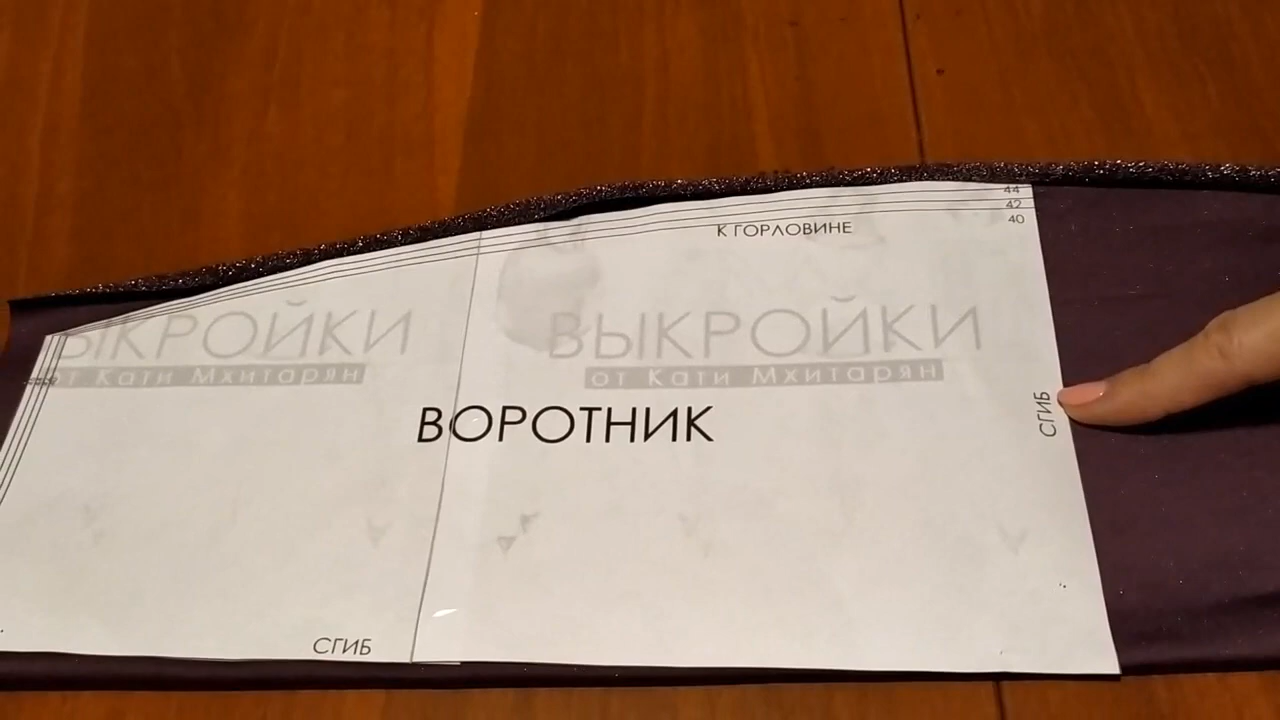 44
42
40
К ГОРЛОВИНЕ
ВЫКРОЙКИ
от Кати Мхитарян
ВЫКРОЙКИ
от Кати Мхитарян
СГИБ
ВОРОТНИК
СГИБ